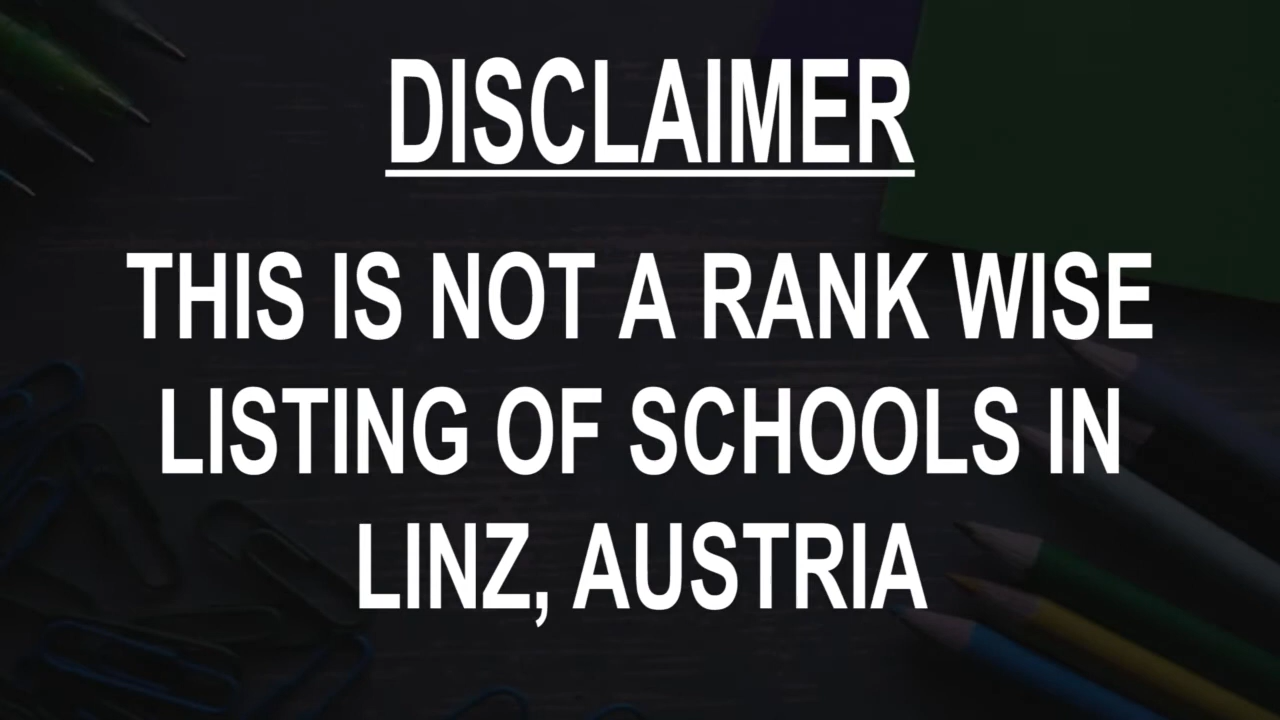 DISCLAIMER
THIS IS NOT A RANK WISE
LISTING OF SCHOOLS IN
LINZ, AUSTRIA